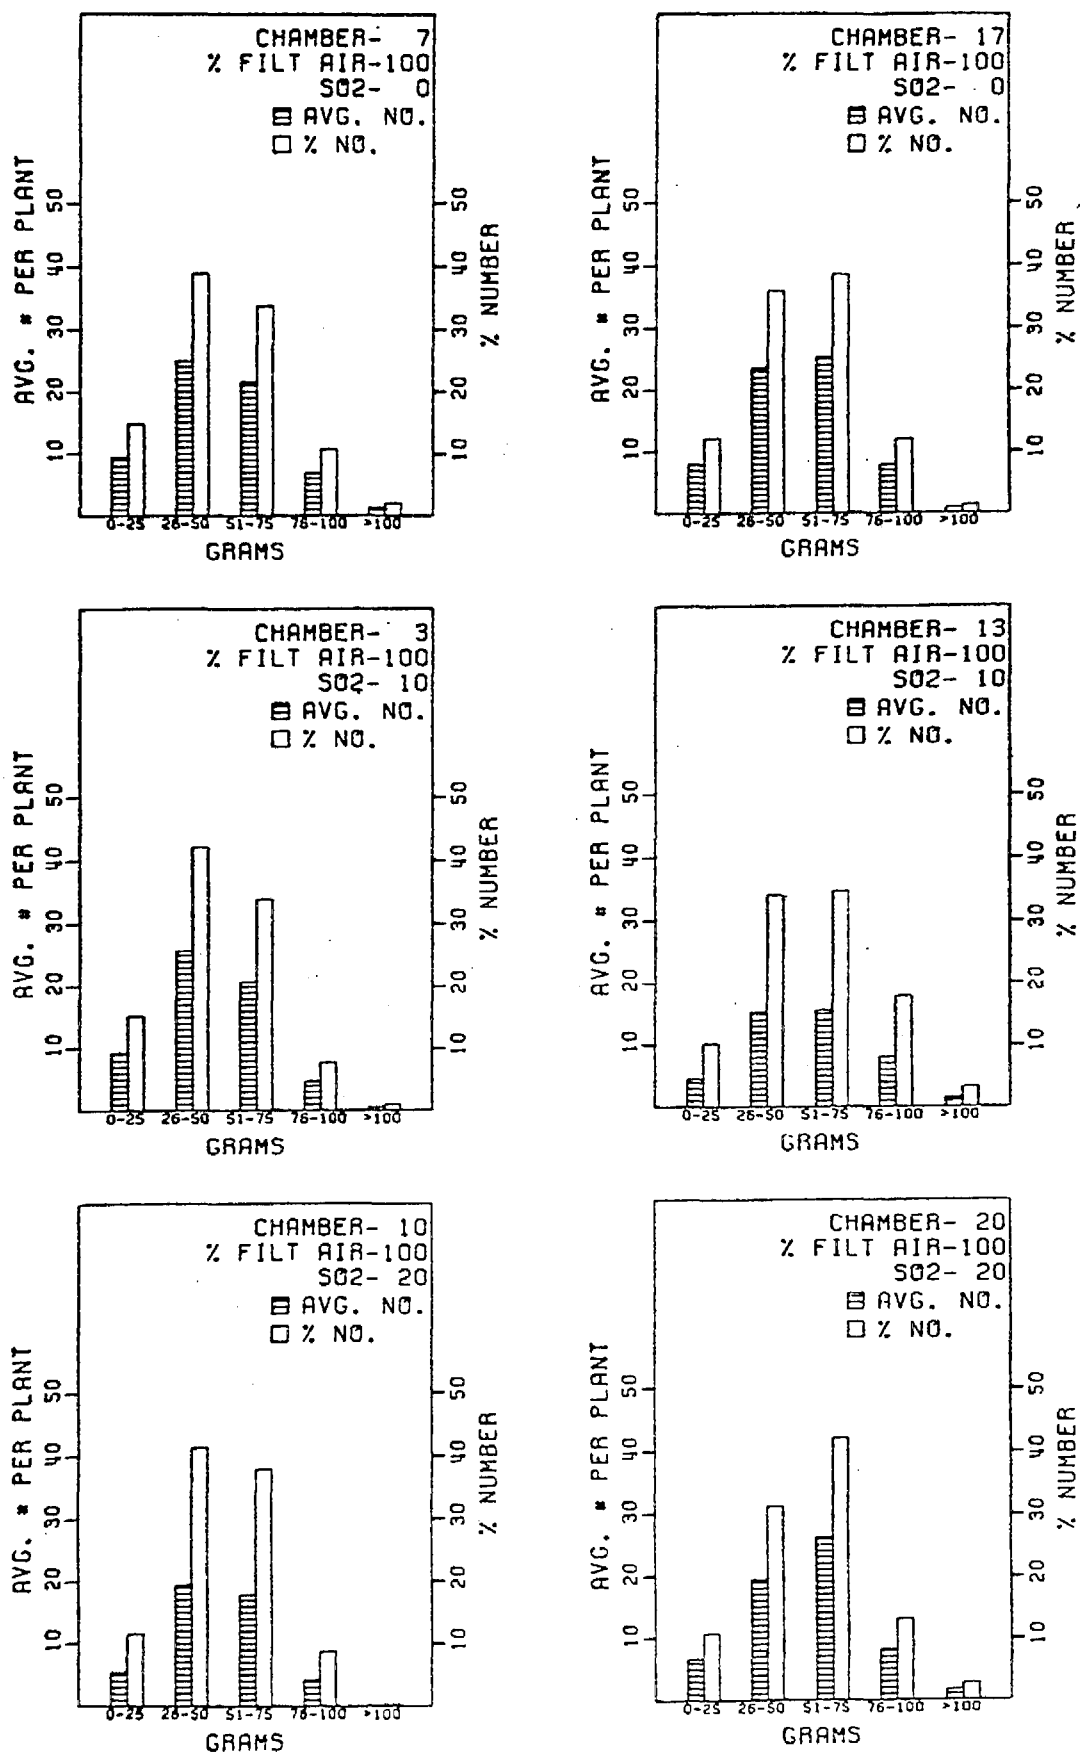 CHAMBER- 7
% FILT AIR-100
SO2- 0
AVG. NO.
% NO.
AVG. # PER PLANT
50
40
30
20
10
50
40
30
20
10
% NUMBER
0-25 26-50 51-75 76-100 >100
GRAMS
CHAMBER- 17
% FILT AIR-100
SO2- 0
AVG. NO.
% NO.
AVG. # PER PLANT
50
40
30
20
10
50
40
30
20
10
% NUMBER
0-25 26-50 51-75 76-100 >100
GRAMS
CHAMBER- 3
% FILT AIR-100
SO2- 10
AVG. NO.
% NO.
AVG. # PER PLANT
50
40
30
20
10
50
40
30
20
10
% NUMBER
0-25 26-50 51-75 76-100 >100
GRAMS
CHAMBER- 13
% FILT AIR-100
SO2- 10
AVG. NO.
% NO.
AVG. # PER PLANT
50
40
30
20
10
50
40
30
20
10
% NUMBER
0-25 26-50 51-75 76-100 >100
GRAMS
CHAMBER- 10
% FILT AIR-100
SO2- 20
AVG. NO.
% NO.
AVG. # PER PLANT
50
40
30
20
10
50
40
30
20
10
% NUMBER
0-25 26-50 51-75 76-100 >100
GRAMS
CHAMBER- 20
% FILT AIR-100
SO2- 20
AVG. NO.
% NO.
AVG. # PER PLANT
50
40
30
20
10
50
40
30
20
10
% NUMBER
0-25 26-50 51-75 76-100 >100
GRAMS